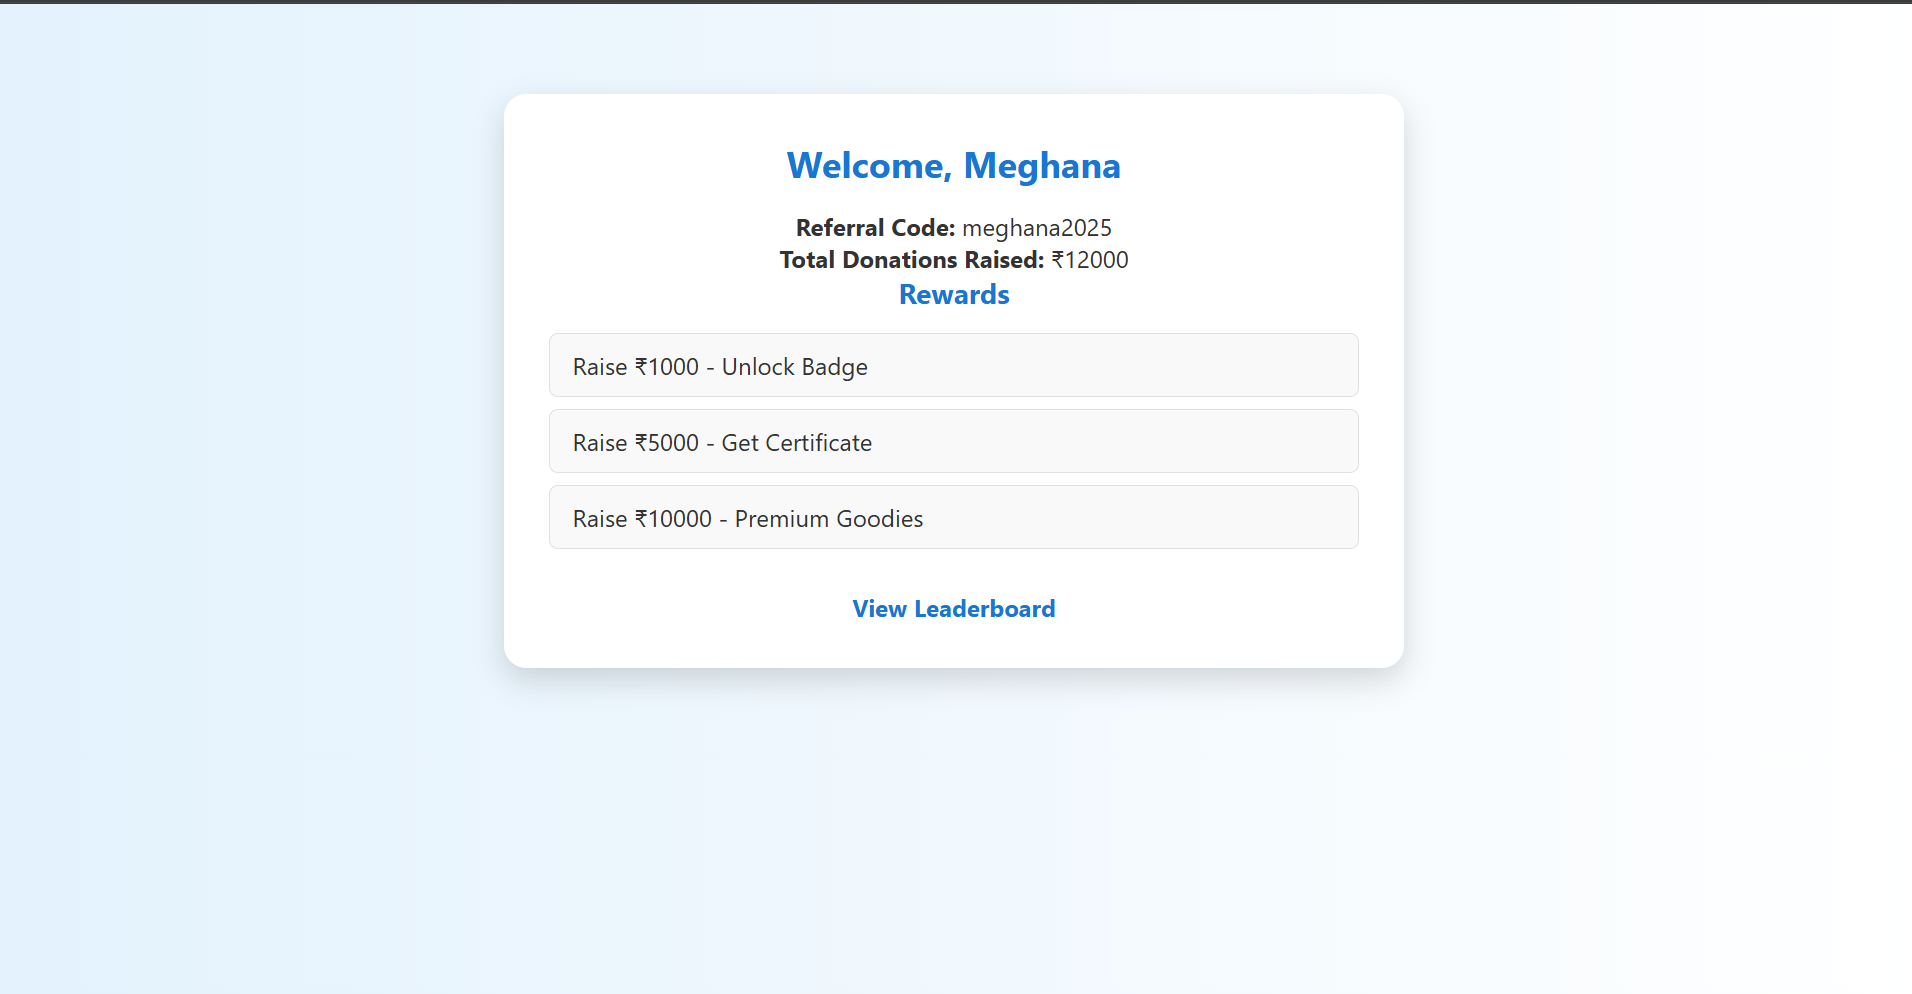 Welcome, Meghana
Referral Code: meghana2025
Total Donations Raised: ₹12000
Rewards
Raise ₹1000 - Unlock Badge
Raise ₹5000 - Get Certificate
Raise ₹10000 - Premium Goodies
View Leaderboard